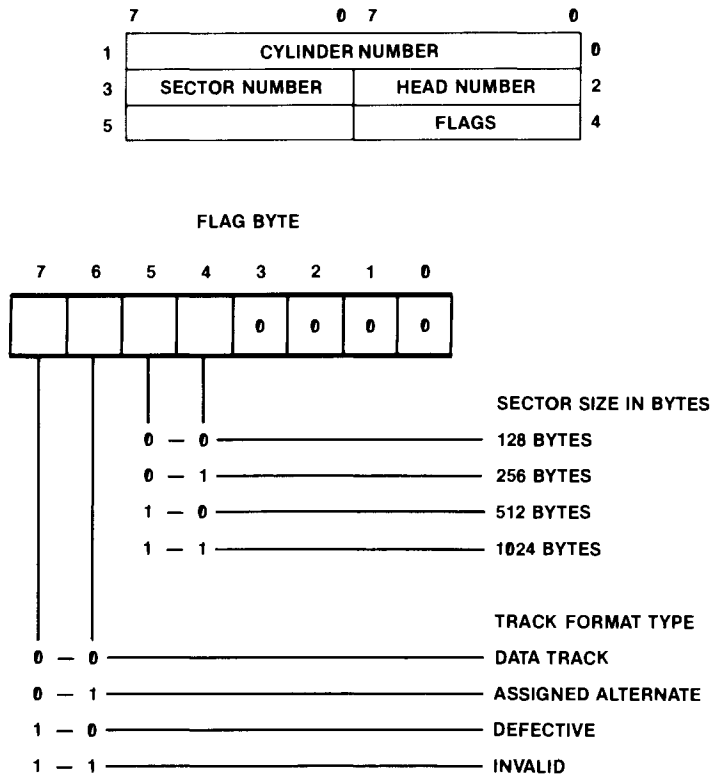 7 0 7 0
1 CYLINDER NUMBER 0
3 SECTOR NUMBER HEAD NUMBER 2
5 FLAGS 4
FLAG BYTE
7 6 5 4 3 2 1 0
0 0 0 0
SECTOR SIZE IN BYTES
0 — 0 128 BYTES
0 — 1 256 BYTES
1 — 0 512 BYTES
1 — 1 1024 BYTES
TRACK FORMAT TYPE
0 — 0 DATA TRACK
0 — 1 ASSIGNED ALTERNATE
1 — 0 DEFECTIVE
1 — 1 INVALID